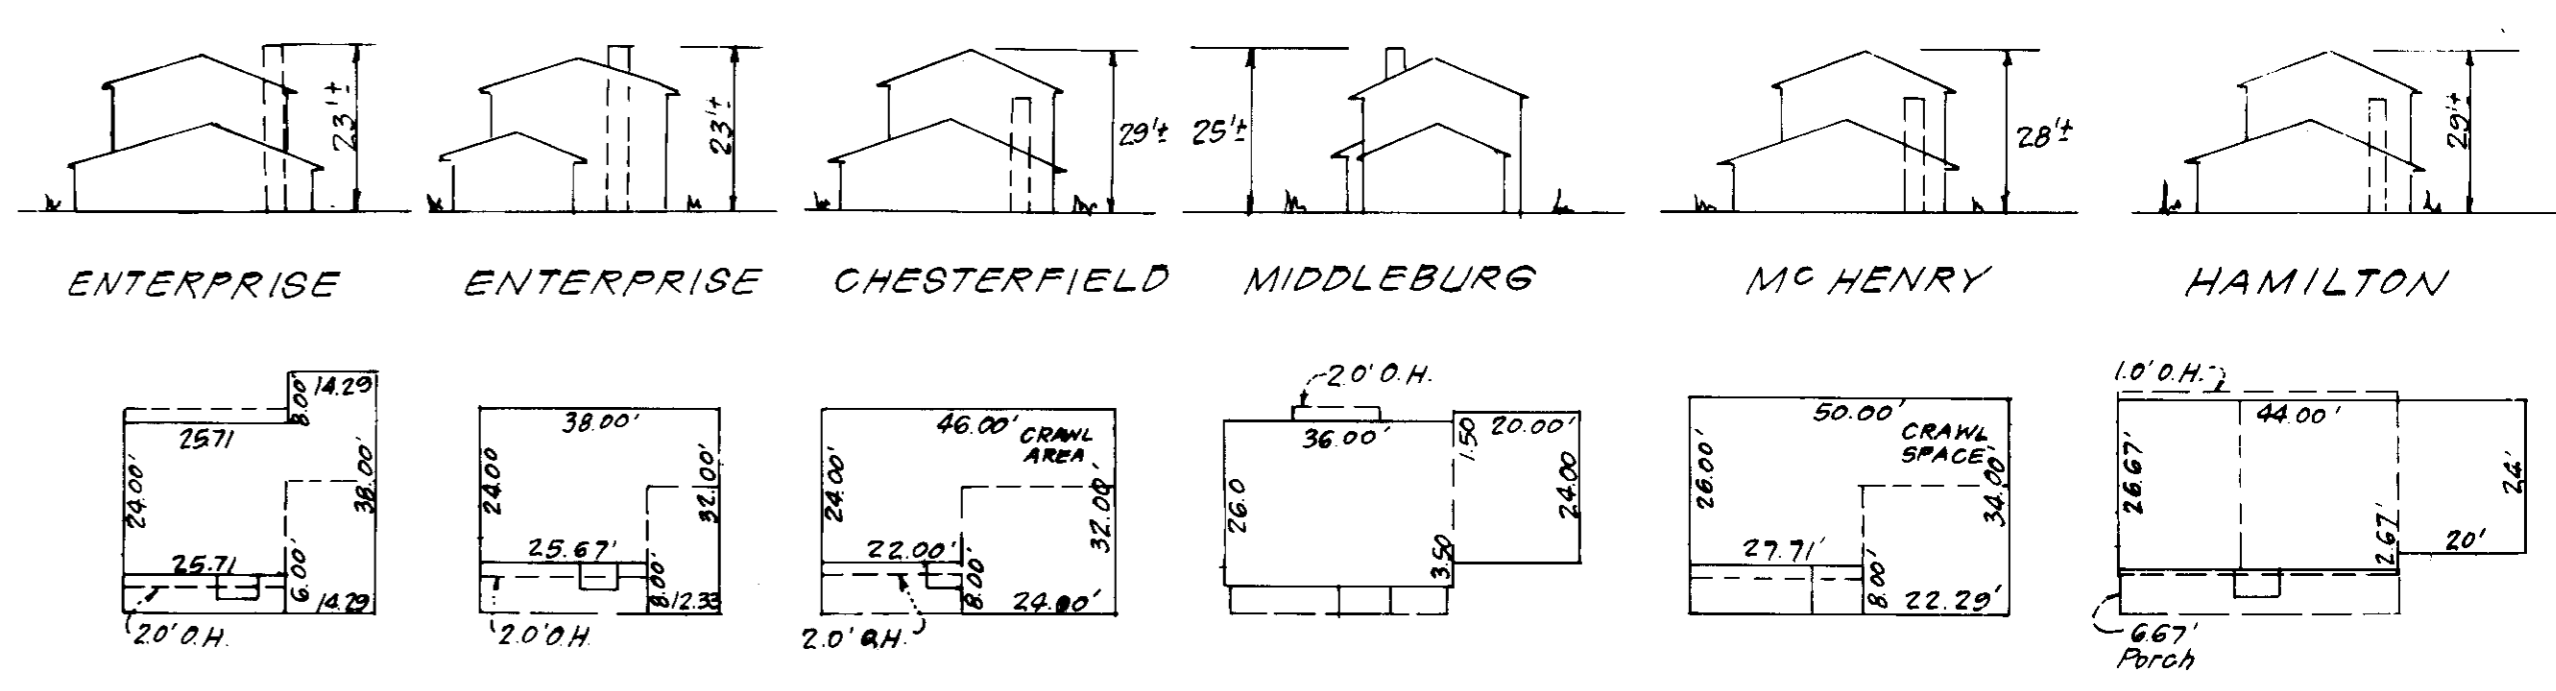 23'±
23'±
29'±
25'±
28'±
29'±
ENTERPRISE
ENTERPRISE
CHESTERFIELD
MIDDLEBURG
Mc HENRY
HAMILTON
8.00'
14.29
25.71
24.00'
38.00'
25.71
6.00'
14.29
2.0' O.H.
38.00'
24.00
32.00'
25.67'
8.00'
12.33
2.0' O.H.
46.00'
CRAWL
AREA
24.00'
32.00'
22.00'
8.00'
24.00'
2.0' O.H.
2.0' O.H.
36.00'
1.50
20.00'
26.0
24.00
3.50
50.00'
CRAWL
SPACE
26.00'
34.00'
27.71'
8.00'
22.29'
1.0' O.H.
44.00'
26.67'
24'
2.67'
20'
6.67'
Porch